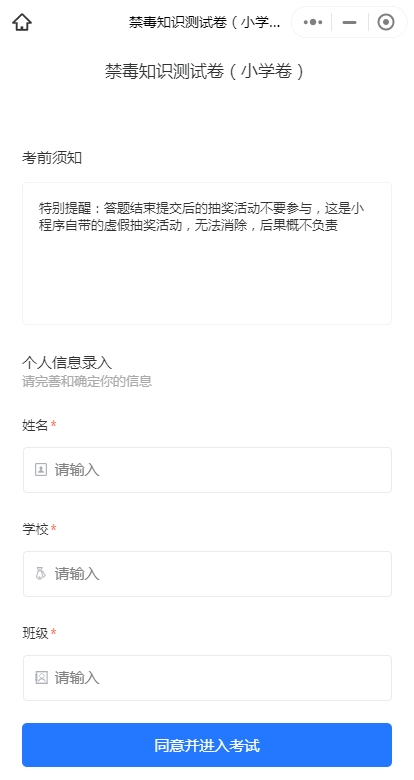 禁毒知识测试卷（小学...
禁毒知识测试卷（小学卷）
考前须知
特别提醒：答题结束提交后的抽奖活动不要参与，这是小
程序自带的虚假抽奖活动，无法消除，后果概不负责
个人信息录入
请完善和确定你的信息
姓名*
请输入
学校*
请输入
班级*
请输入
同意并进入考试